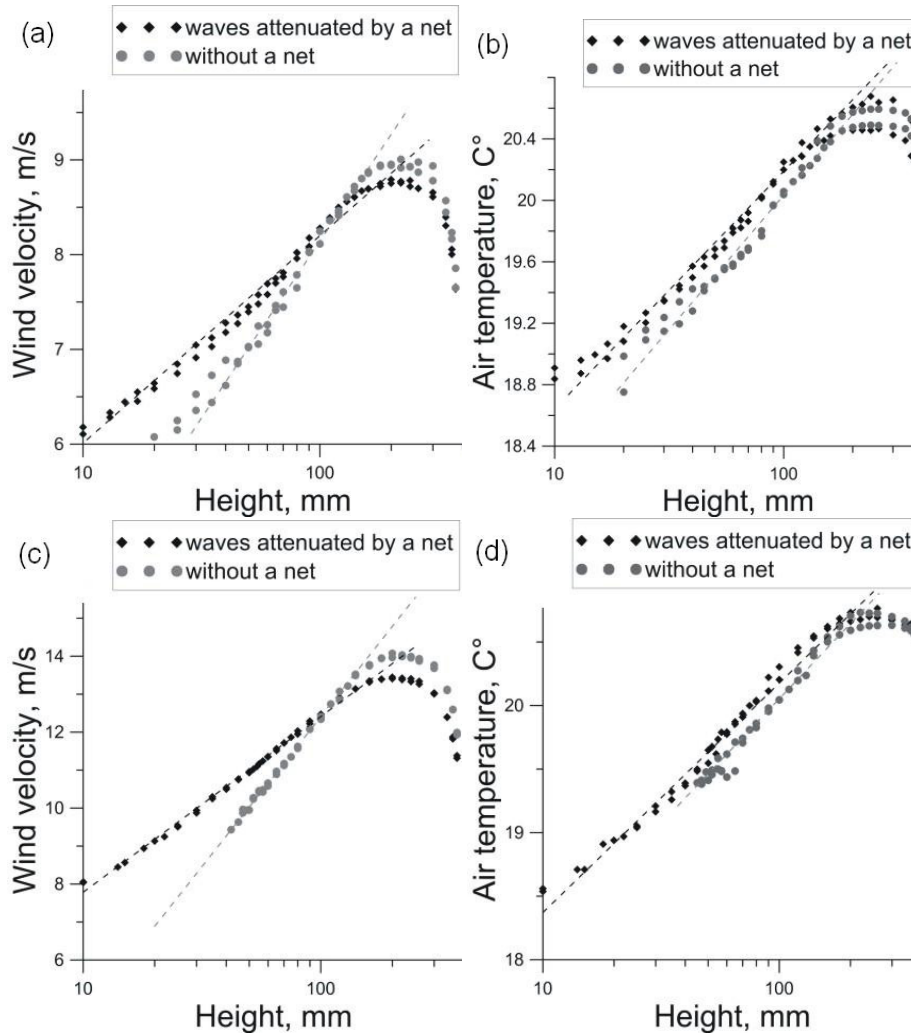 (a)
waves attenuated by a net
without a net
Wind velocity, m/s
9
8
7
6
10
100
Height, mm
(b)
waves attenuated by a net
without a net
Air temperature, C°
20.4
20
19.6
19.2
18.8
18.4
10
100
Height, mm
(c)
waves attenuated by a net
without a net
Wind velocity, m/s
14
12
10
8
6
10
100
Height, mm
(d)
waves attenuated by a net
without a net
Air temperature, C°
20
19
18
10
100
Height, mm